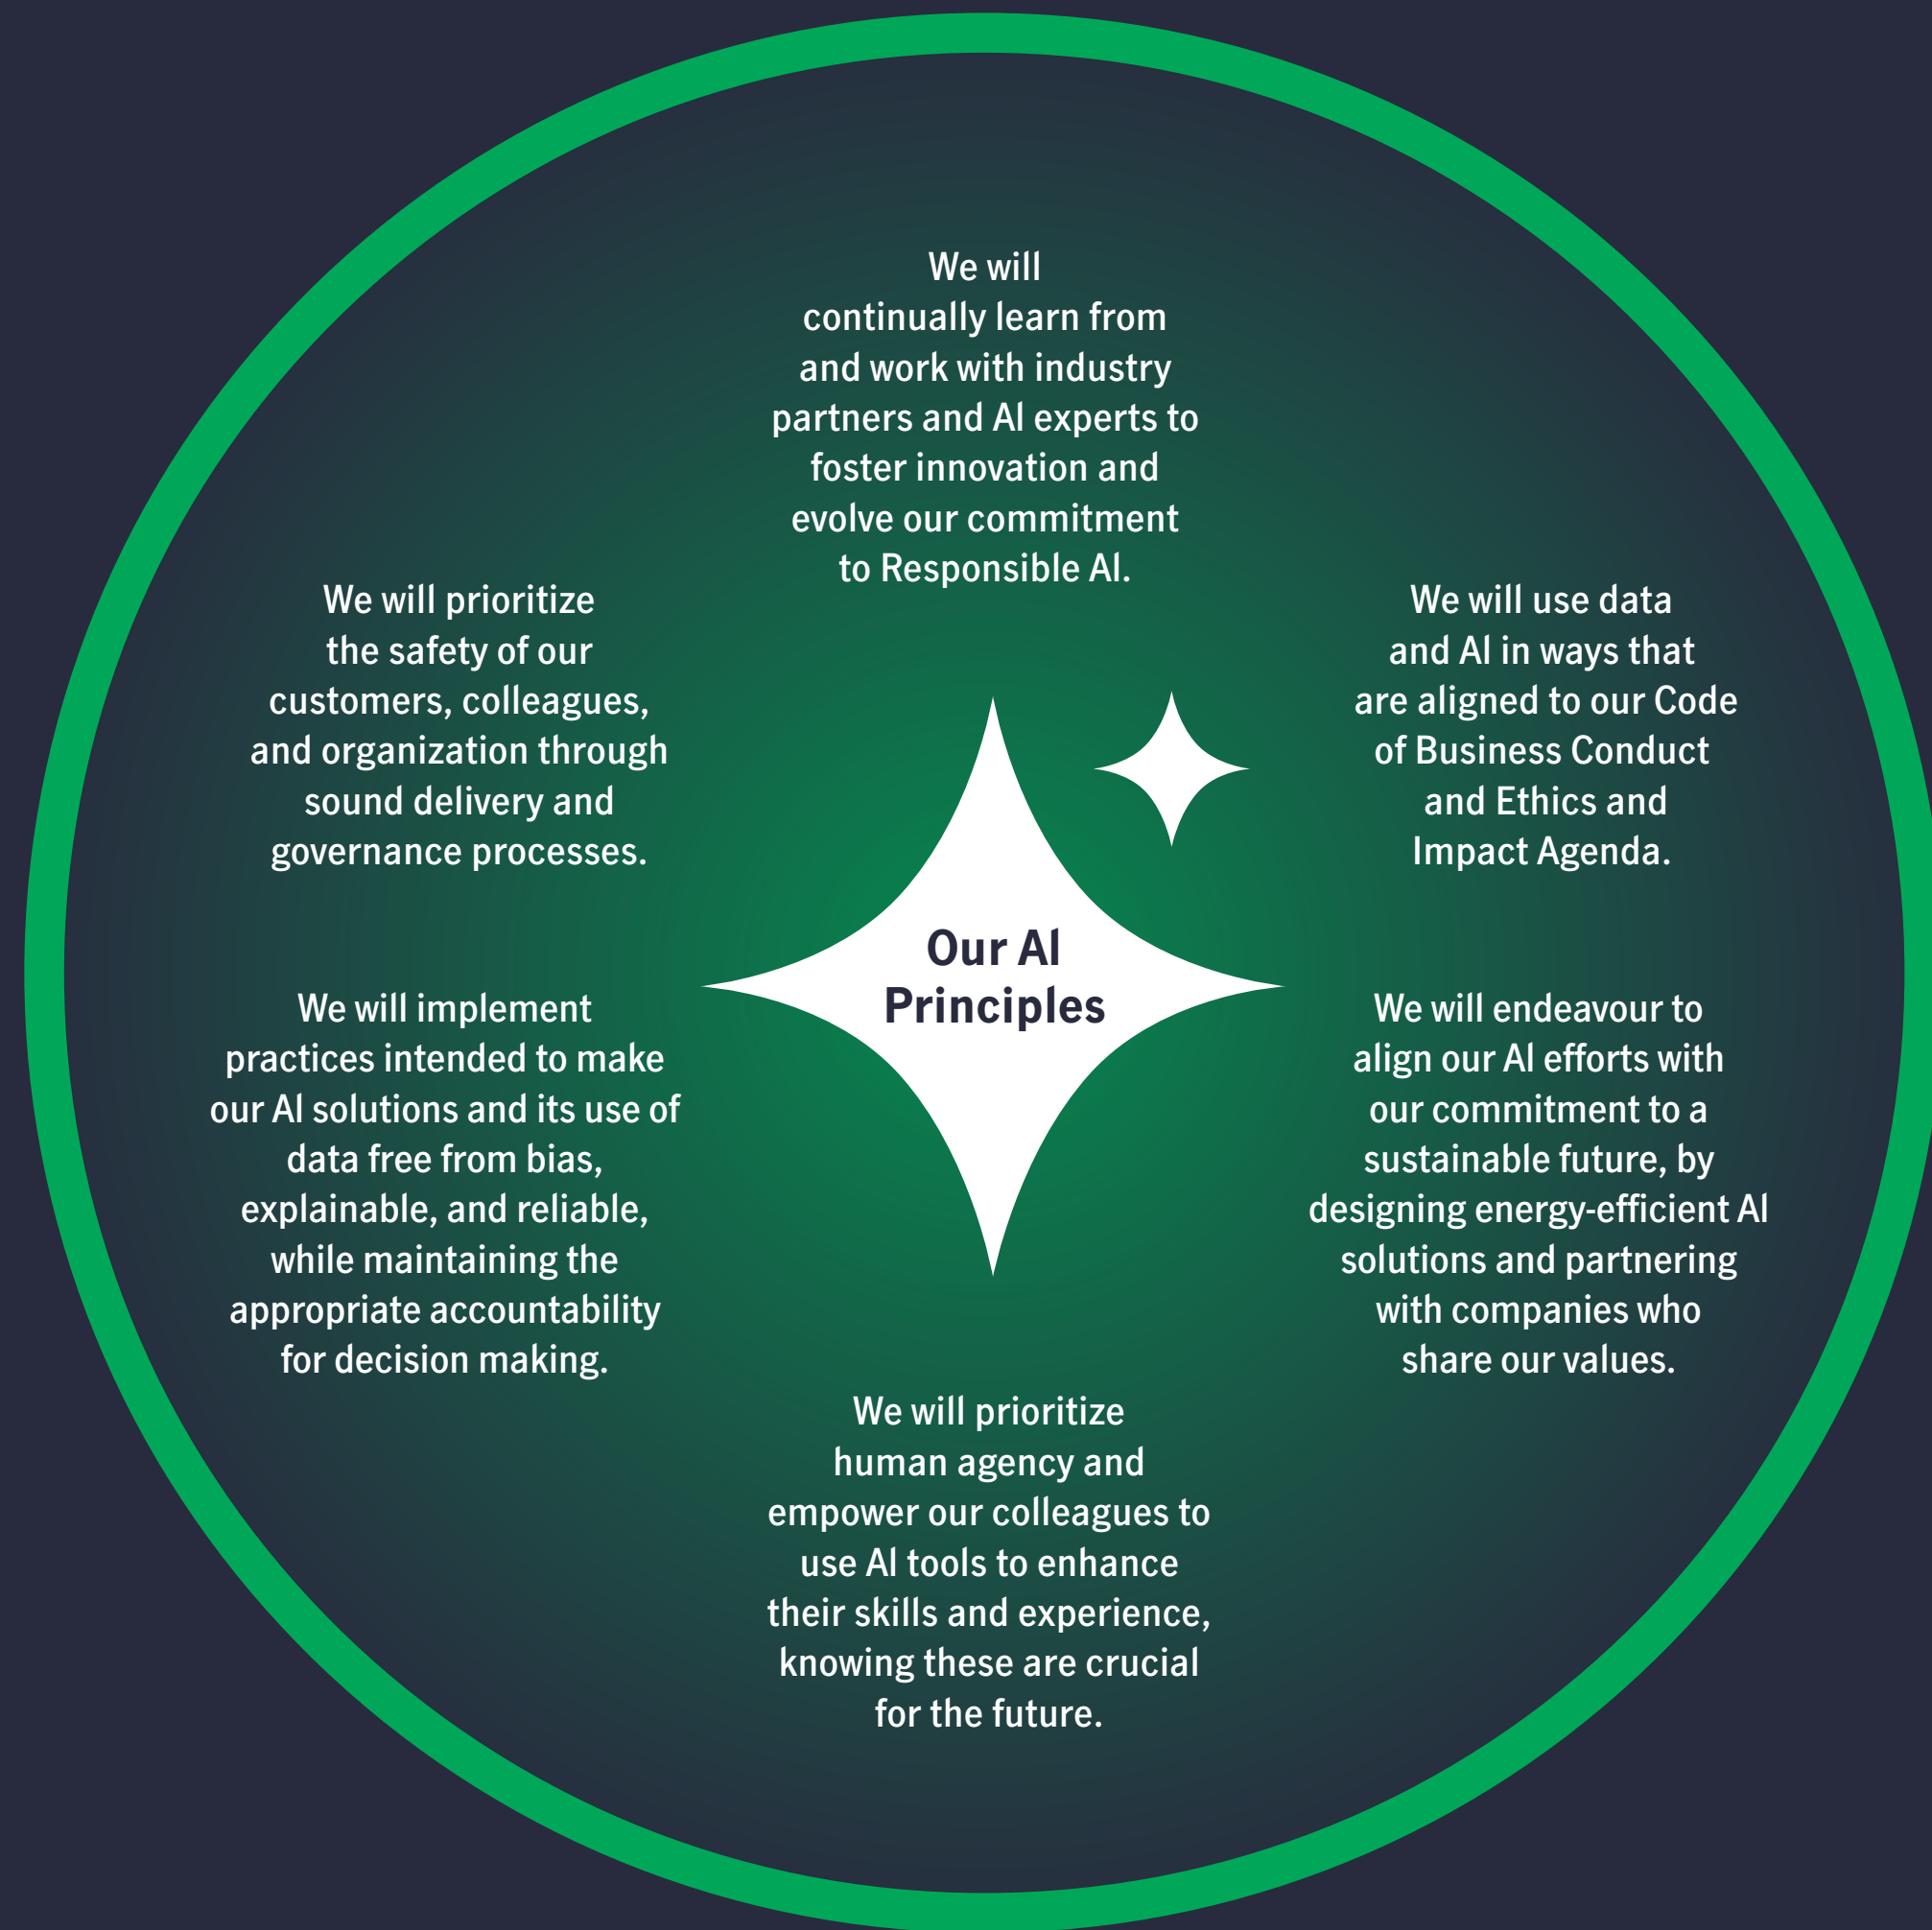 We will
continually learn from
and work with industry
partners and AI experts to
foster innovation and
evolve our commitment
to Responsible AI.
We will prioritize
the safety of our
customers, colleagues,
and organization through
sound delivery and
governance processes.
We will use data
and AI in ways that
are aligned to our Code
of Business Conduct
and Ethics and
Impact Agenda.
Our AI
Principles
We will implement
practices intended to make
our AI solutions and its use of
data free from bias,
explainable, and reliable,
while maintaining the
appropriate accountability
for decision making.
We will endeavour to
align our AI efforts with
our commitment to a
sustainable future, by
designing energy-efficient AI
solutions and partnering
with companies who
share our values.
We will prioritize
human agency and
empower our colleagues to
use AI tools to enhance
their skills and experience,
knowing these are crucial
for the future.